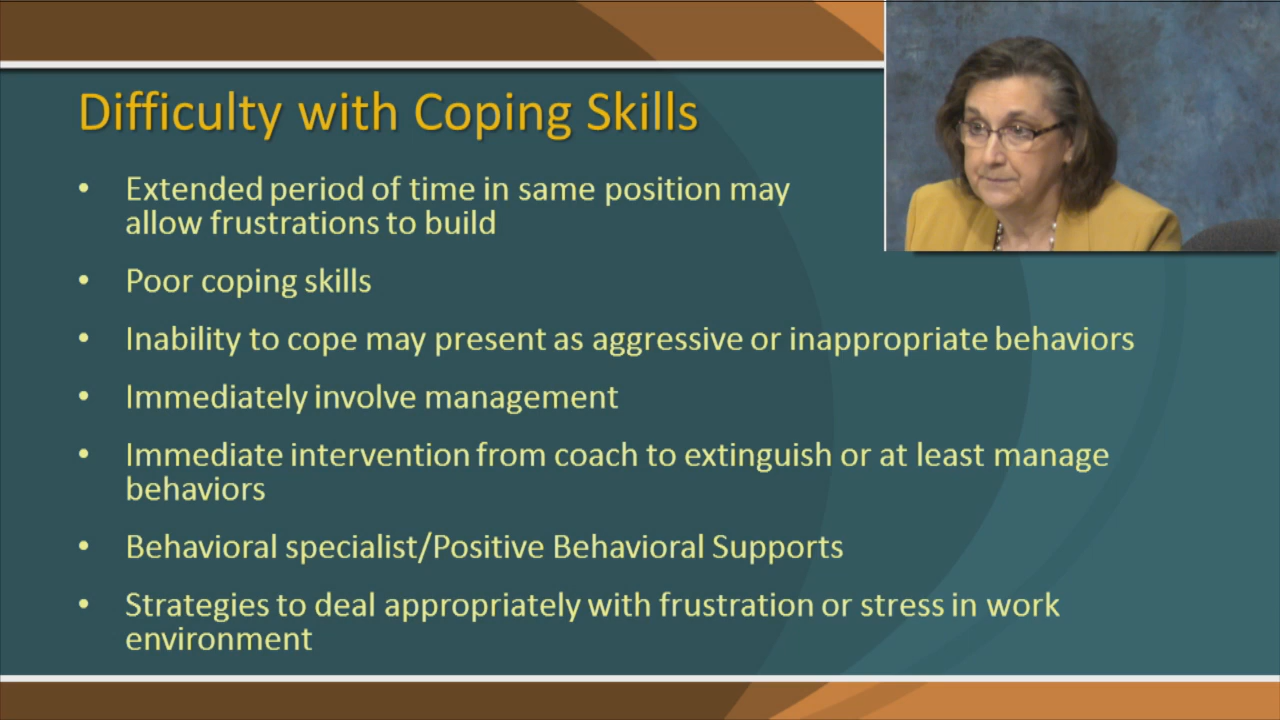 Difficulty with Coping Skills
• Extended period of time in same position may
allow frustrations to build
• Poor coping skills
• Inability to cope may present as aggressive or inappropriate behaviors
• Immediately involve management
• Immediate intervention from coach to extinguish or at least manage
behaviors
• Behavioral specialist/Positive Behavioral Supports
• Strategies to deal appropriately with frustration or stress in work
environment